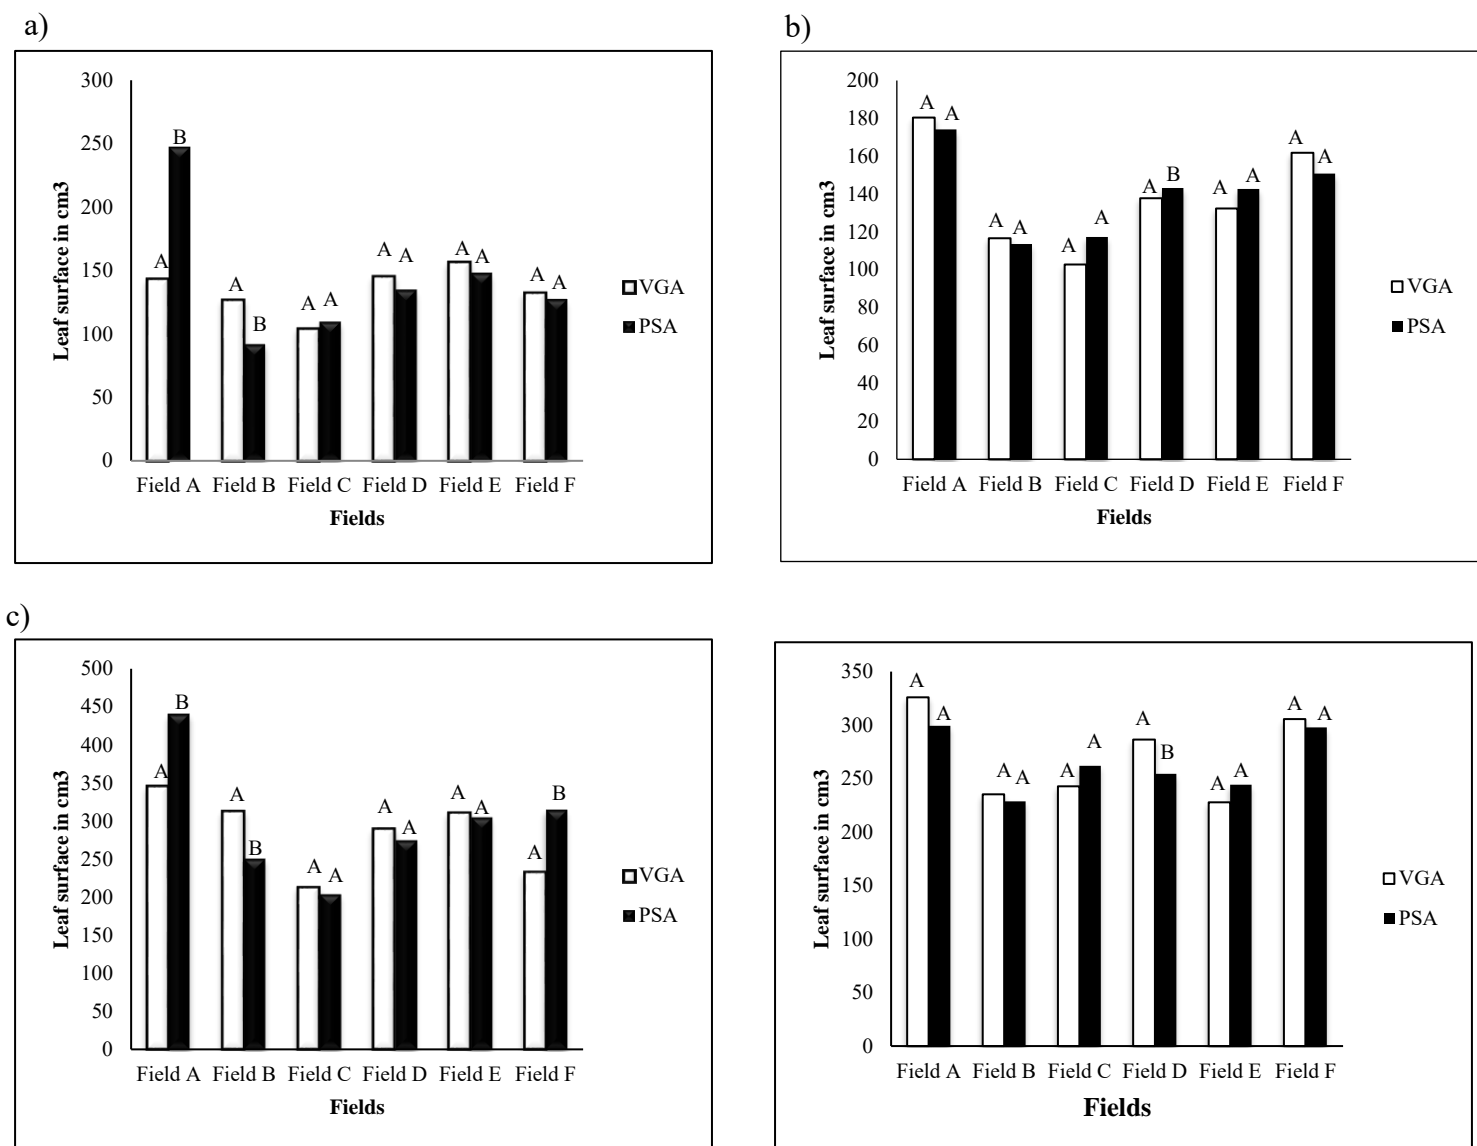 a)
300
250
200
150
100
50
0
Leaf surface in cm3
B
A
A
B
A
A
A
A
A
A
A
A
Field A Field B Field C Field D Field E Field F
Fields
VGA
PSA
b)
200
180
160
140
120
100
80
60
40
20
0
Leaf surface in cm3
A
A
A
A
A
A
A
B
A
A
A
A
Field A Field B Field C Field D Field E Field F
Fields
VGA
PSA
c)
500
450
400
350
300
250
200
150
100
50
0
Leaf surface in cm3
A
B
A
B
A
A
A
A
A
A
A
B
Field A Field B Field C Field D Field E Field F
Fields
VGA
PSA
350
300
250
200
150
100
50
0
Leaf surface in cm3
A
A
A
A
A
A
A
B
A
A
A
A
Field A Field B Field C Field D Field E Field F
Fields
VGA
PSA